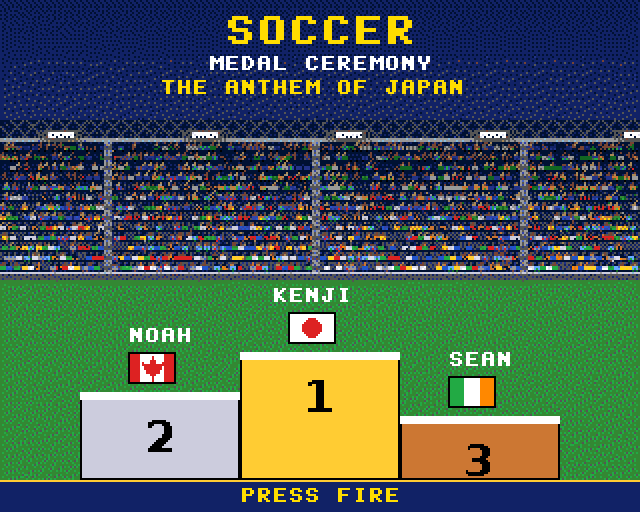 SOCCER
MEDAL CEREMONY
THE ANTHEM OF JAPAN
KENJI
NOAH
SEAN
1
2
3
PRESS FIRE